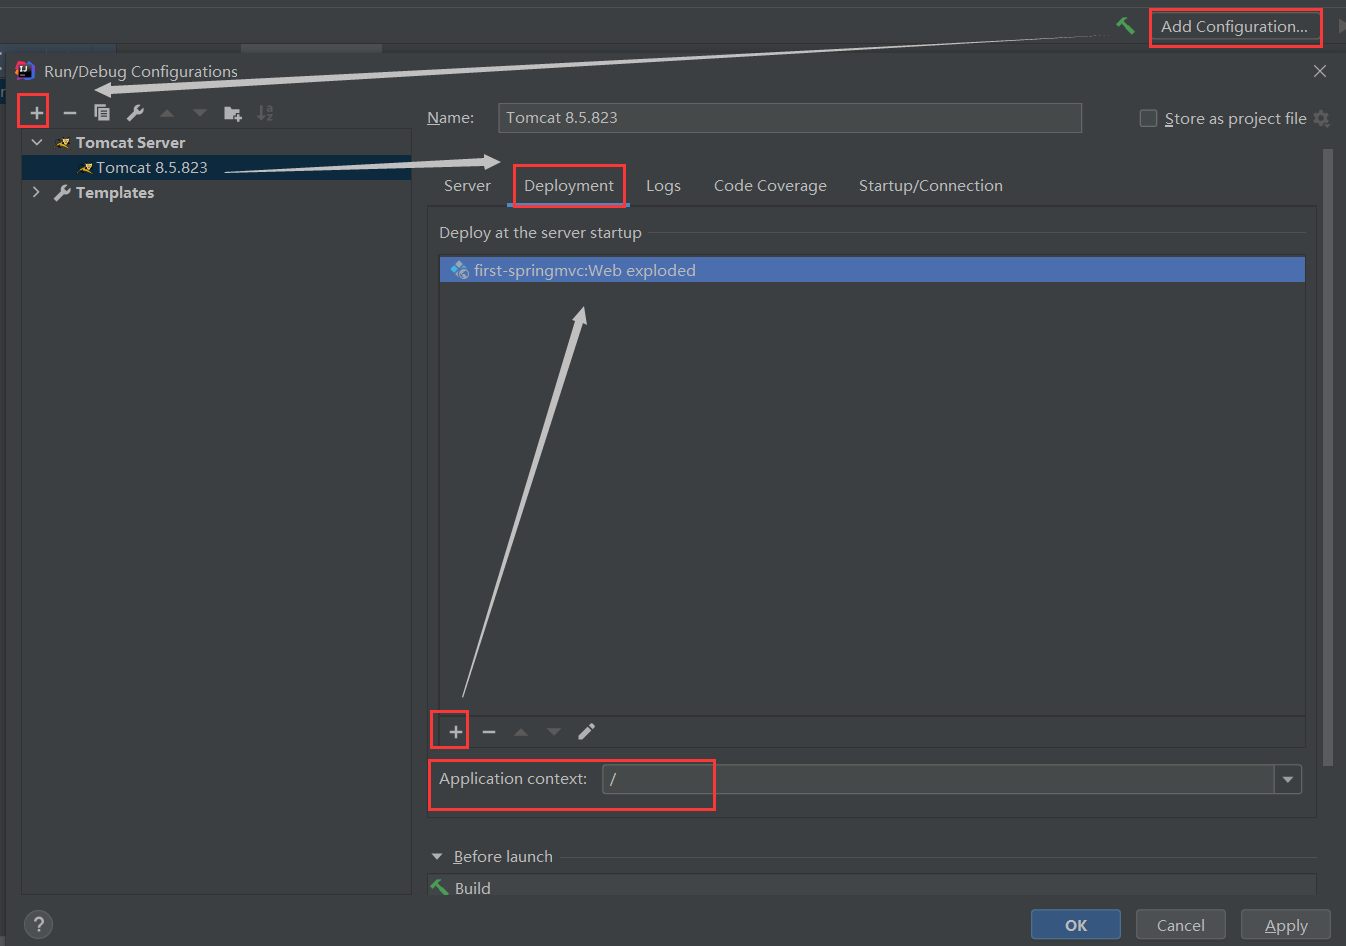 Add Configuration...
Run/Debug Configurations
Name: Tomcat 8.5.823
Store as project file
Tomcat Server
Tomcat 8.5.823
Templates
Server Deployment Logs Code Coverage Startup/Connection
Deploy at the server startup
first-springmvc:Web exploded
Application context: /
Before launch
Build
?
OK Cancel Apply